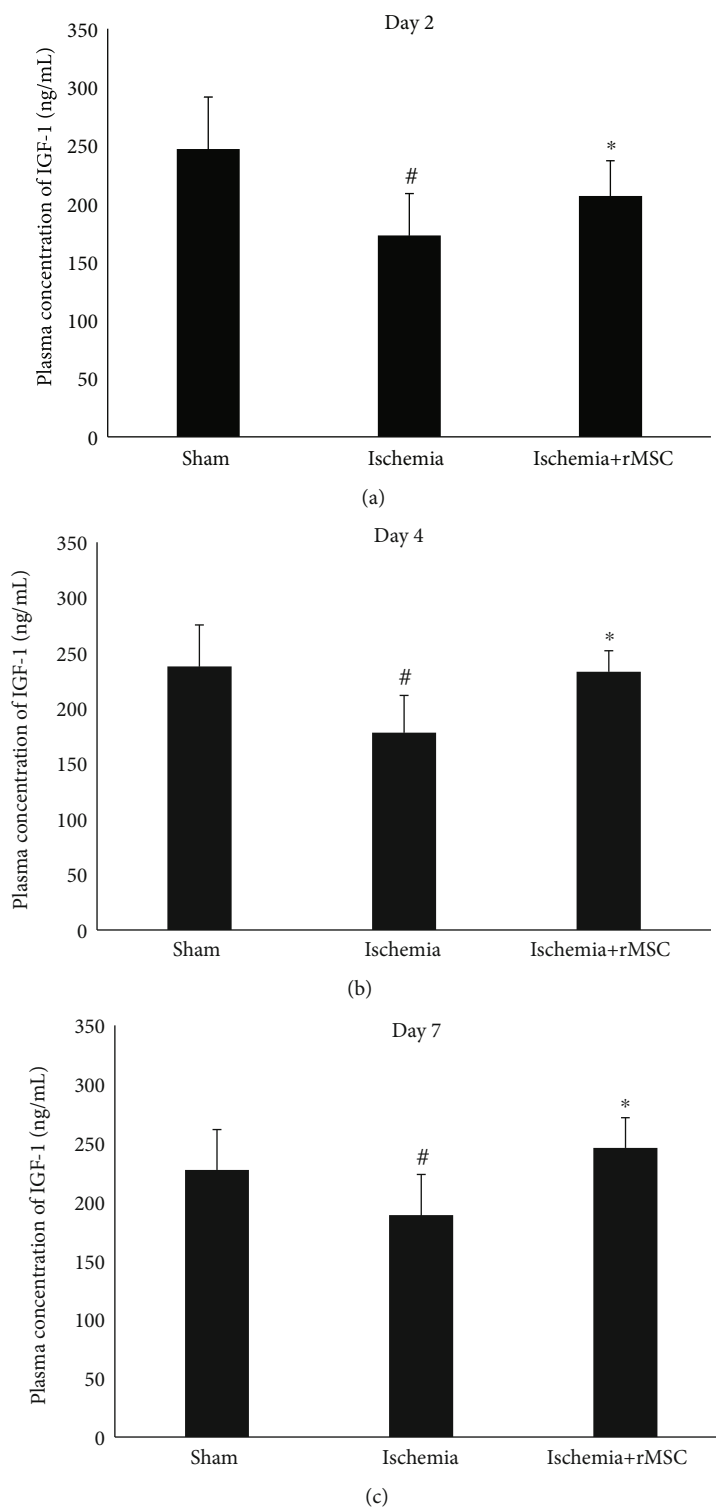 Day 2
Plasma concentration of IGF-1 (ng/mL)
350
300
250
200
150
100
50
0
#
*
Sham Ischemia Ischemia+rMSC
(a)
Day 4
Plasma concentration of IGF-1 (ng/mL)
350
300
250
200
150
100
50
0
#
*
Sham Ischemia Ischemia+rMSC
(b)
Day 7
Plasma concentration of IGF-1 (ng/mL)
350
300
250
200
150
100
50
0
#
*
Sham Ischemia Ischemia+rMSC
(c)